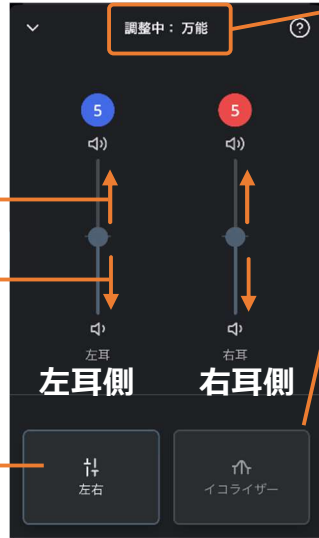 調整中： 万能
?
5 5
左耳 右耳
左耳側 右耳側
左右 イコライザー